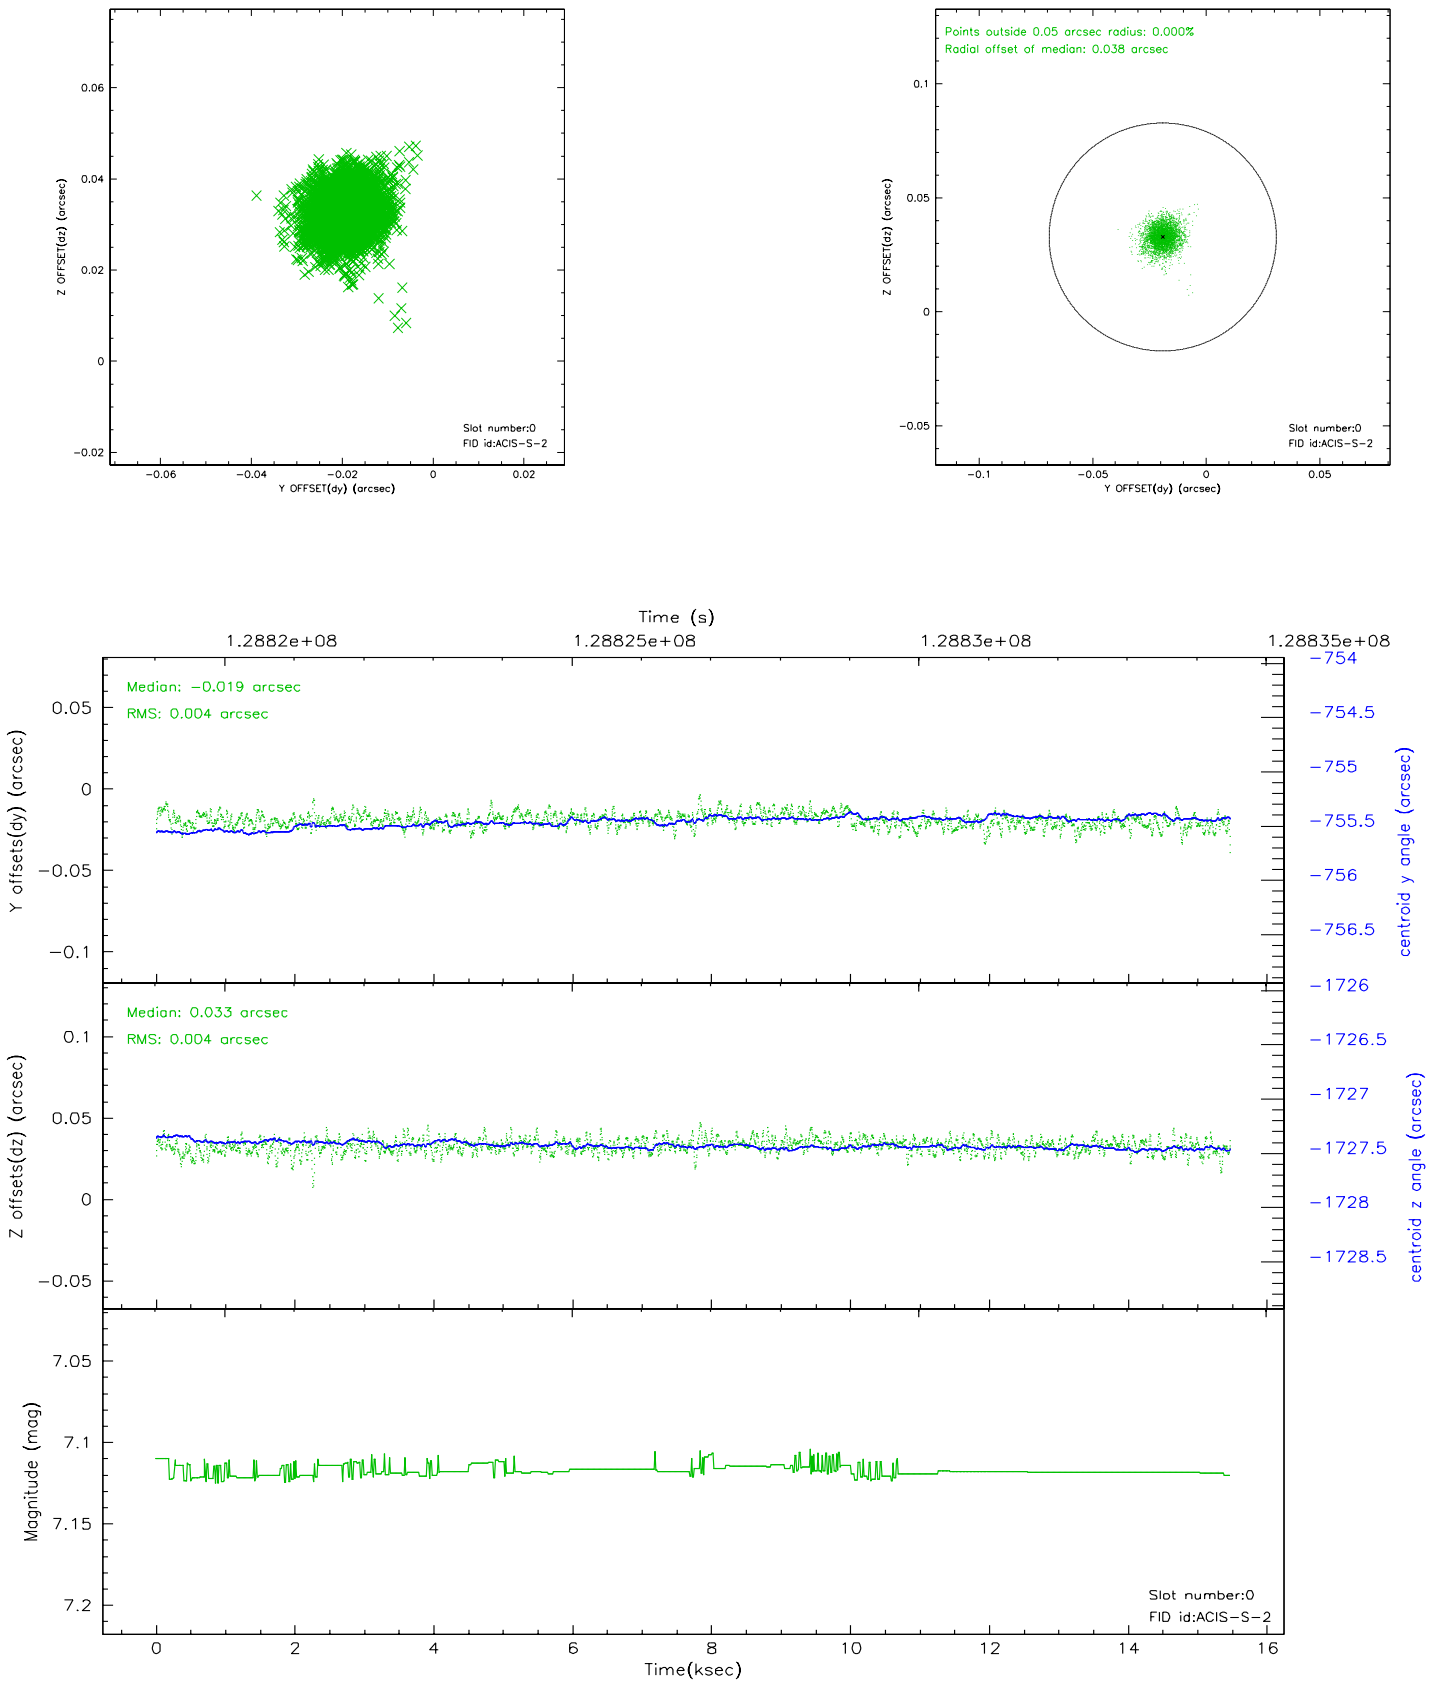 0.06
0.04
0.02
0
-0.02
Z OFFSET(dz) (arcsec)
Slot number:0
FID id:ACIS-S-2
-0.06 -0.04 -0.02 0 0.02
Y OFFSET(dy) (arcsec)
Points outside 0.05 arcsec radius: 0.000%
Radial offset of median: 0.038 arcsec
0.1
0.05
0
-0.05
Z OFFSET(dz) (arcsec)
Slot number:0
FID id:ACIS-S-2
-0.1 -0.05 0 0.05
Y OFFSET(dy) (arcsec)
Time (s)
1.2882e+08 1.28825e+08 1.2883e+08 1.28835e+08
Median: -0.019 arcsec
RMS: 0.004 arcsec
0.05
0
-0.05
-0.1
Y offsets(dy) (arcsec)
-754
-754.5
-755
-755.5
-756
-756.5
centroid y angle (arcsec)
Median: 0.033 arcsec
RMS: 0.004 arcsec
0.1
0.05
0
-0.05
Z offsets(dz) (arcsec)
-1726
-1726.5
-1727
-1727.5
-1728
-1728.5
centroid z angle (arcsec)
7.05
7.1
7.15
7.2
Magnitude (mag)
Slot number:0
FID id:ACIS-S-2
0 2 4 6 8 10 12 14 16
Time(ksec)